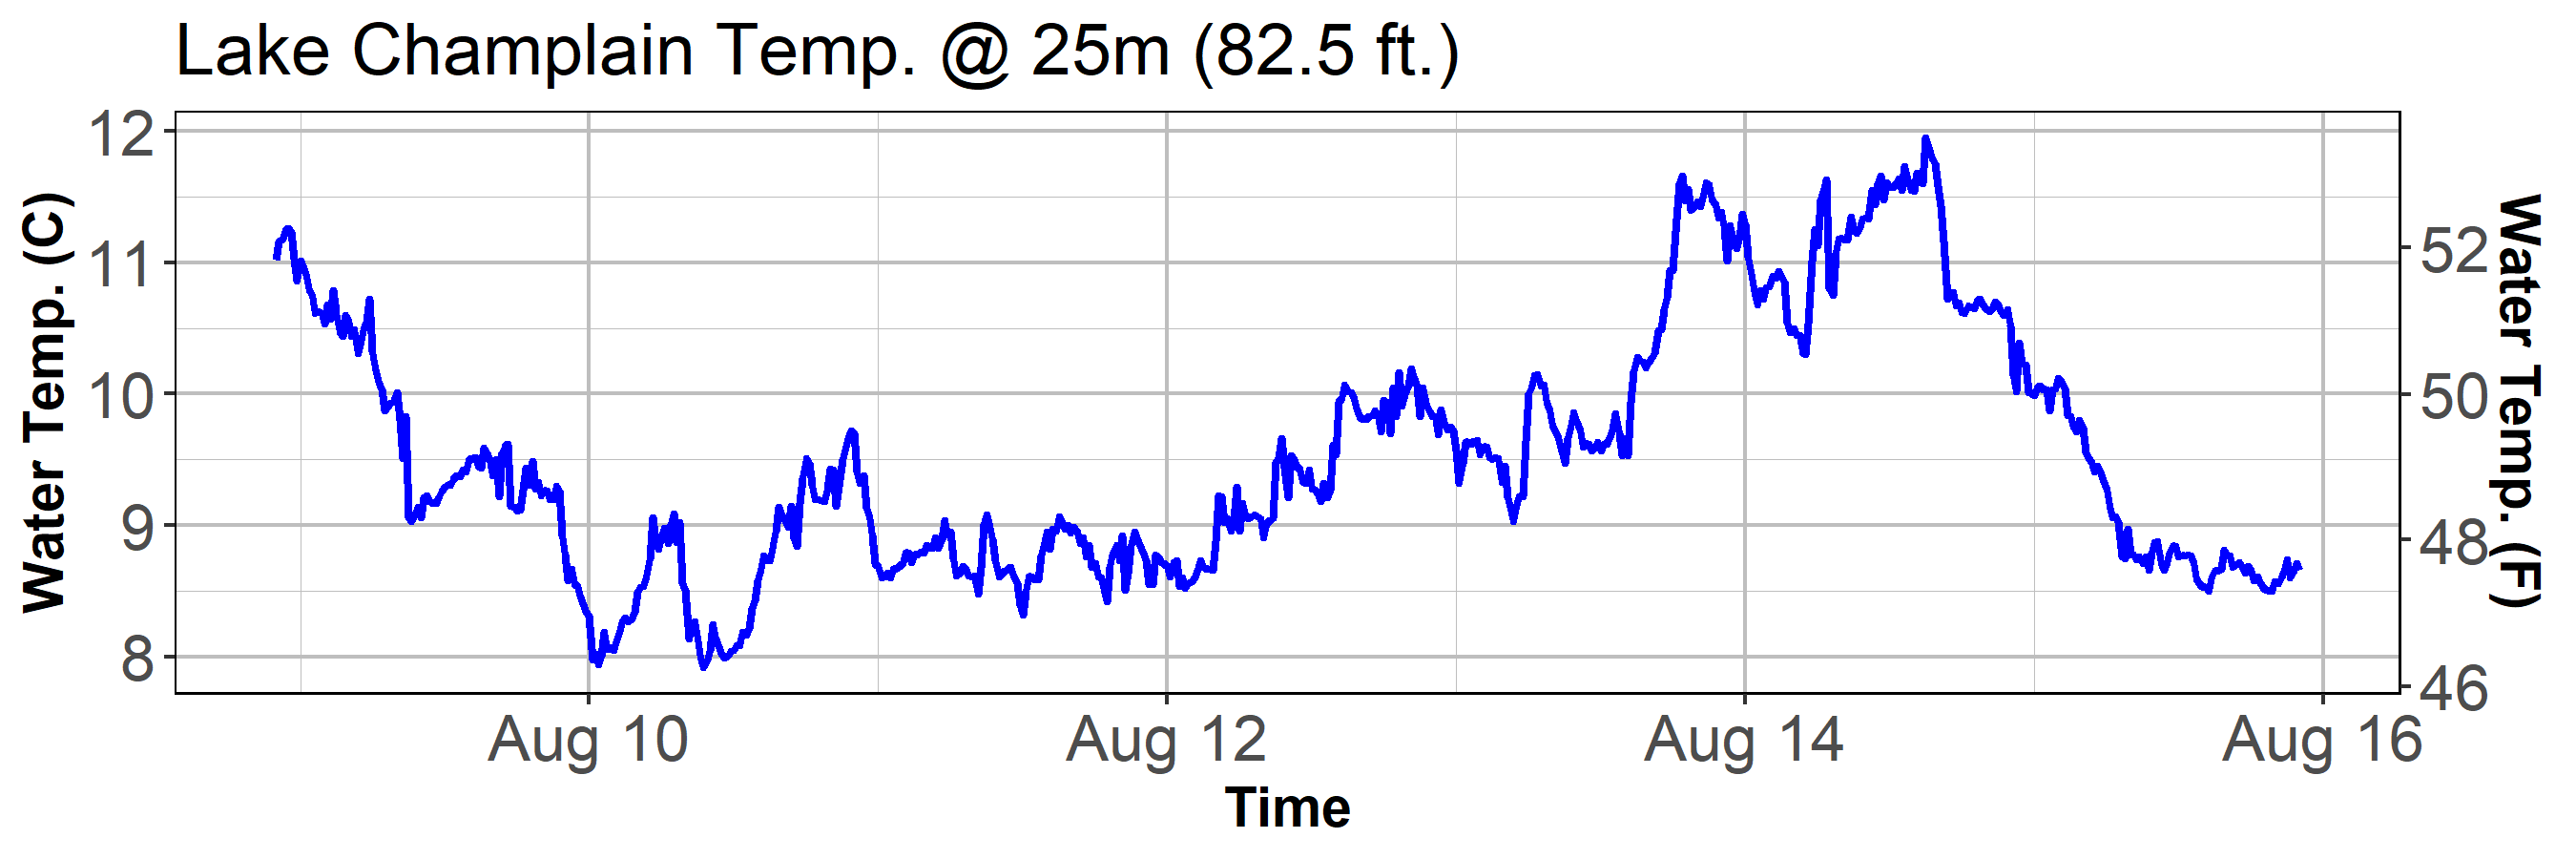 Lake Champlain Temp. @ 25m (82.5 ft.)
12
11
10
9
8
Water Temp. (C)
52
50
48
46
Water Temp. (F)
Aug 10
Aug 12
Aug 14
Aug 16
Time